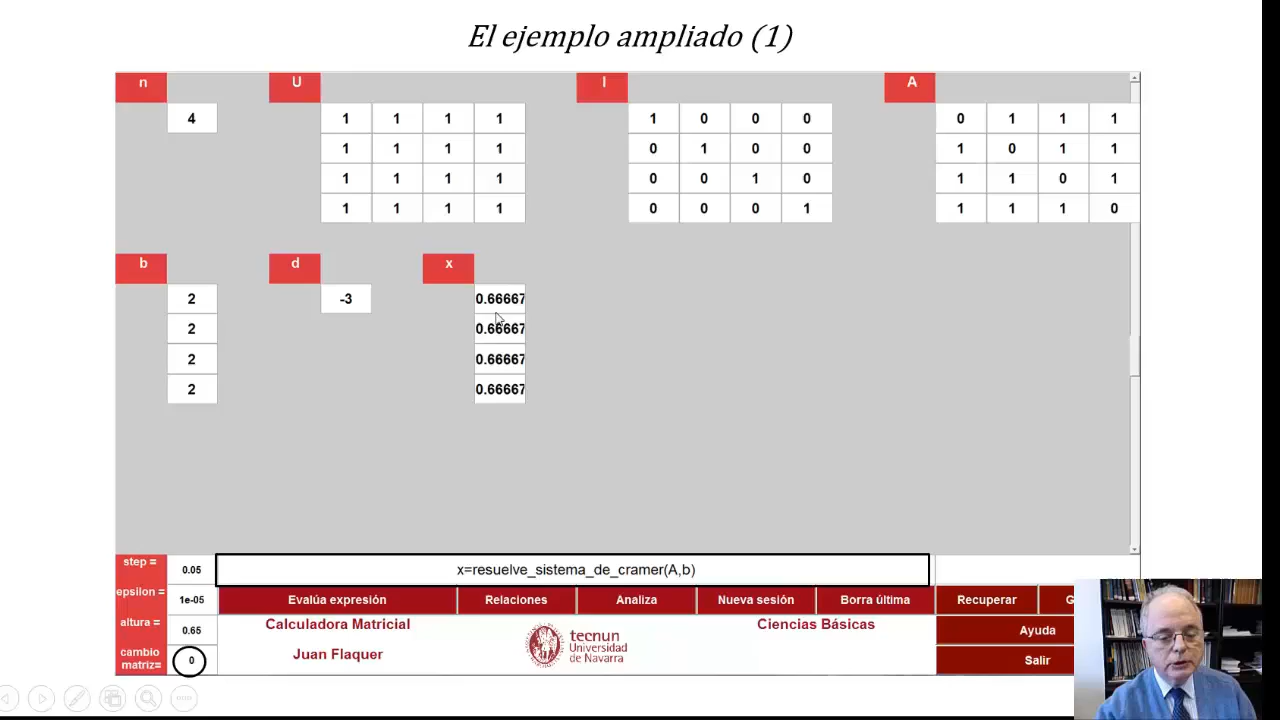 El ejemplo ampliado (1)
n U I A
4 1 1 1 1 1 0 0 0 0 1 1 1
1 1 1 1 0 1 0 0 1 0 1 1
1 1 1 1 0 0 1 0 1 1 0 1
1 1 1 1 0 0 0 1 1 1 1 0
b d x
2 -3 0.66667
2 0.66667
2 0.66667
2 0.66667
step = 0.05 x=resuelve_sistema_de_cramer(A,b)
epsilon = 1e-05 Evalúa expresión Relaciones Analiza Nueva sesión Borra última Recuperar G
altura = 0.65 Calculadora Matricial Ciencias Básicas Ayuda
cambio
matriz= 0 Juan Flaquer Salir
tecnun
Universidad
de Navarra